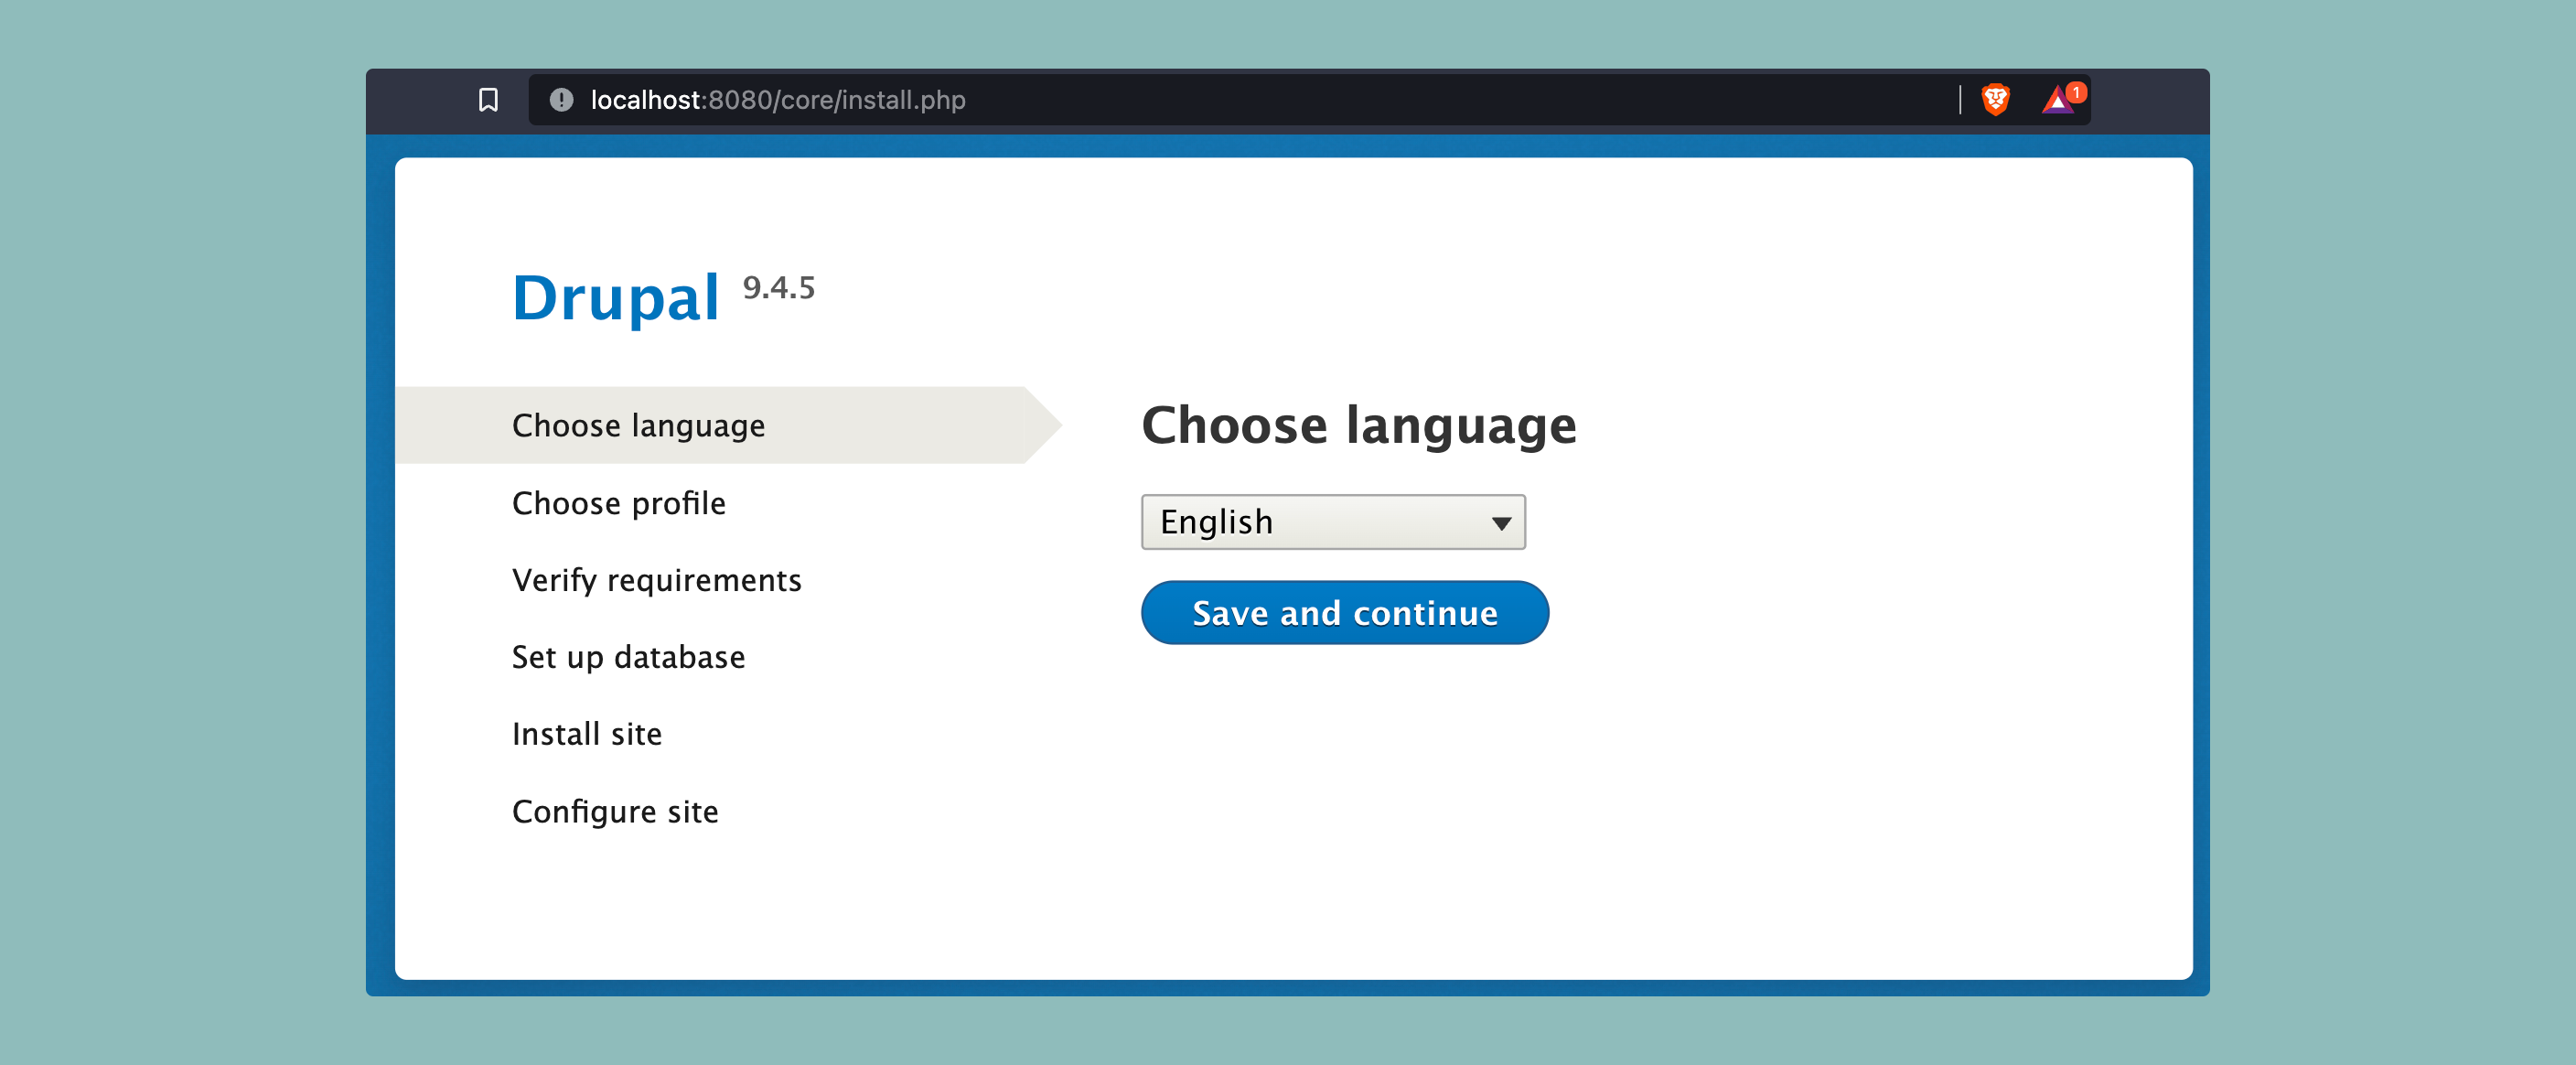 localhost:8080/core/install.php
1
Drupal 9.4.5
Choose language
Choose profile
Verify requirements
Set up database
Install site
Configure site
Choose language
English
Save and continue